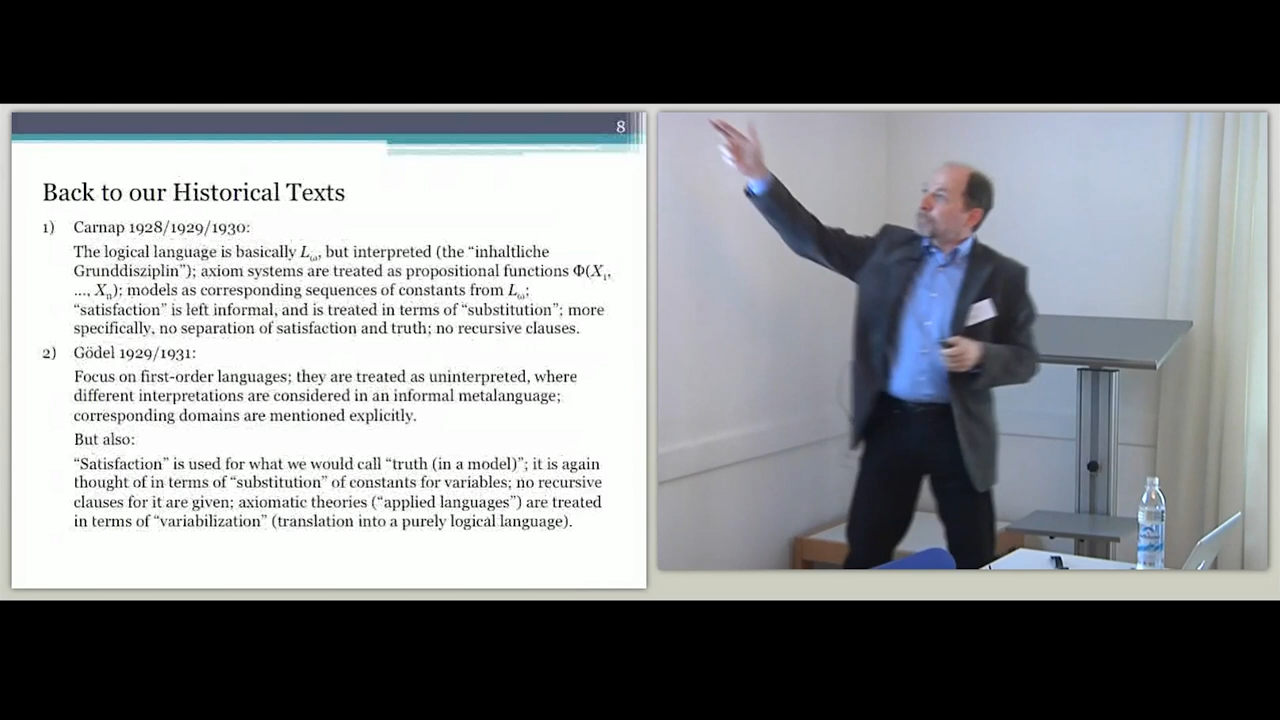 8
Back to our Historical Texts
1) Carnap 1928/1929/1930:
The logical language is basically Lω, but interpreted (the “inhaltliche
Grunddisziplin”); axiom systems are treated as propositional functions Φ(X₁,
..., Xₙ); models as corresponding sequences of constants from Lω;
“satisfaction” is left informal, and is treated in terms of “substitution”; more
specifically, no separation of satisfaction and truth; no recursive clauses.
2) Gödel 1929/1931:
Focus on first-order languages; they are treated as uninterpreted, where
different interpretations are considered in an informal metalanguage;
corresponding domains are mentioned explicitly.
But also:
“Satisfaction” is used for what we would call “truth (in a model)”; it is again
thought of in terms of “substitution” of constants for variables; no recursive
clauses for it are given; axiomatic theories (“applied languages”) are treated
in terms of “variabilization” (translation into a purely logical language).